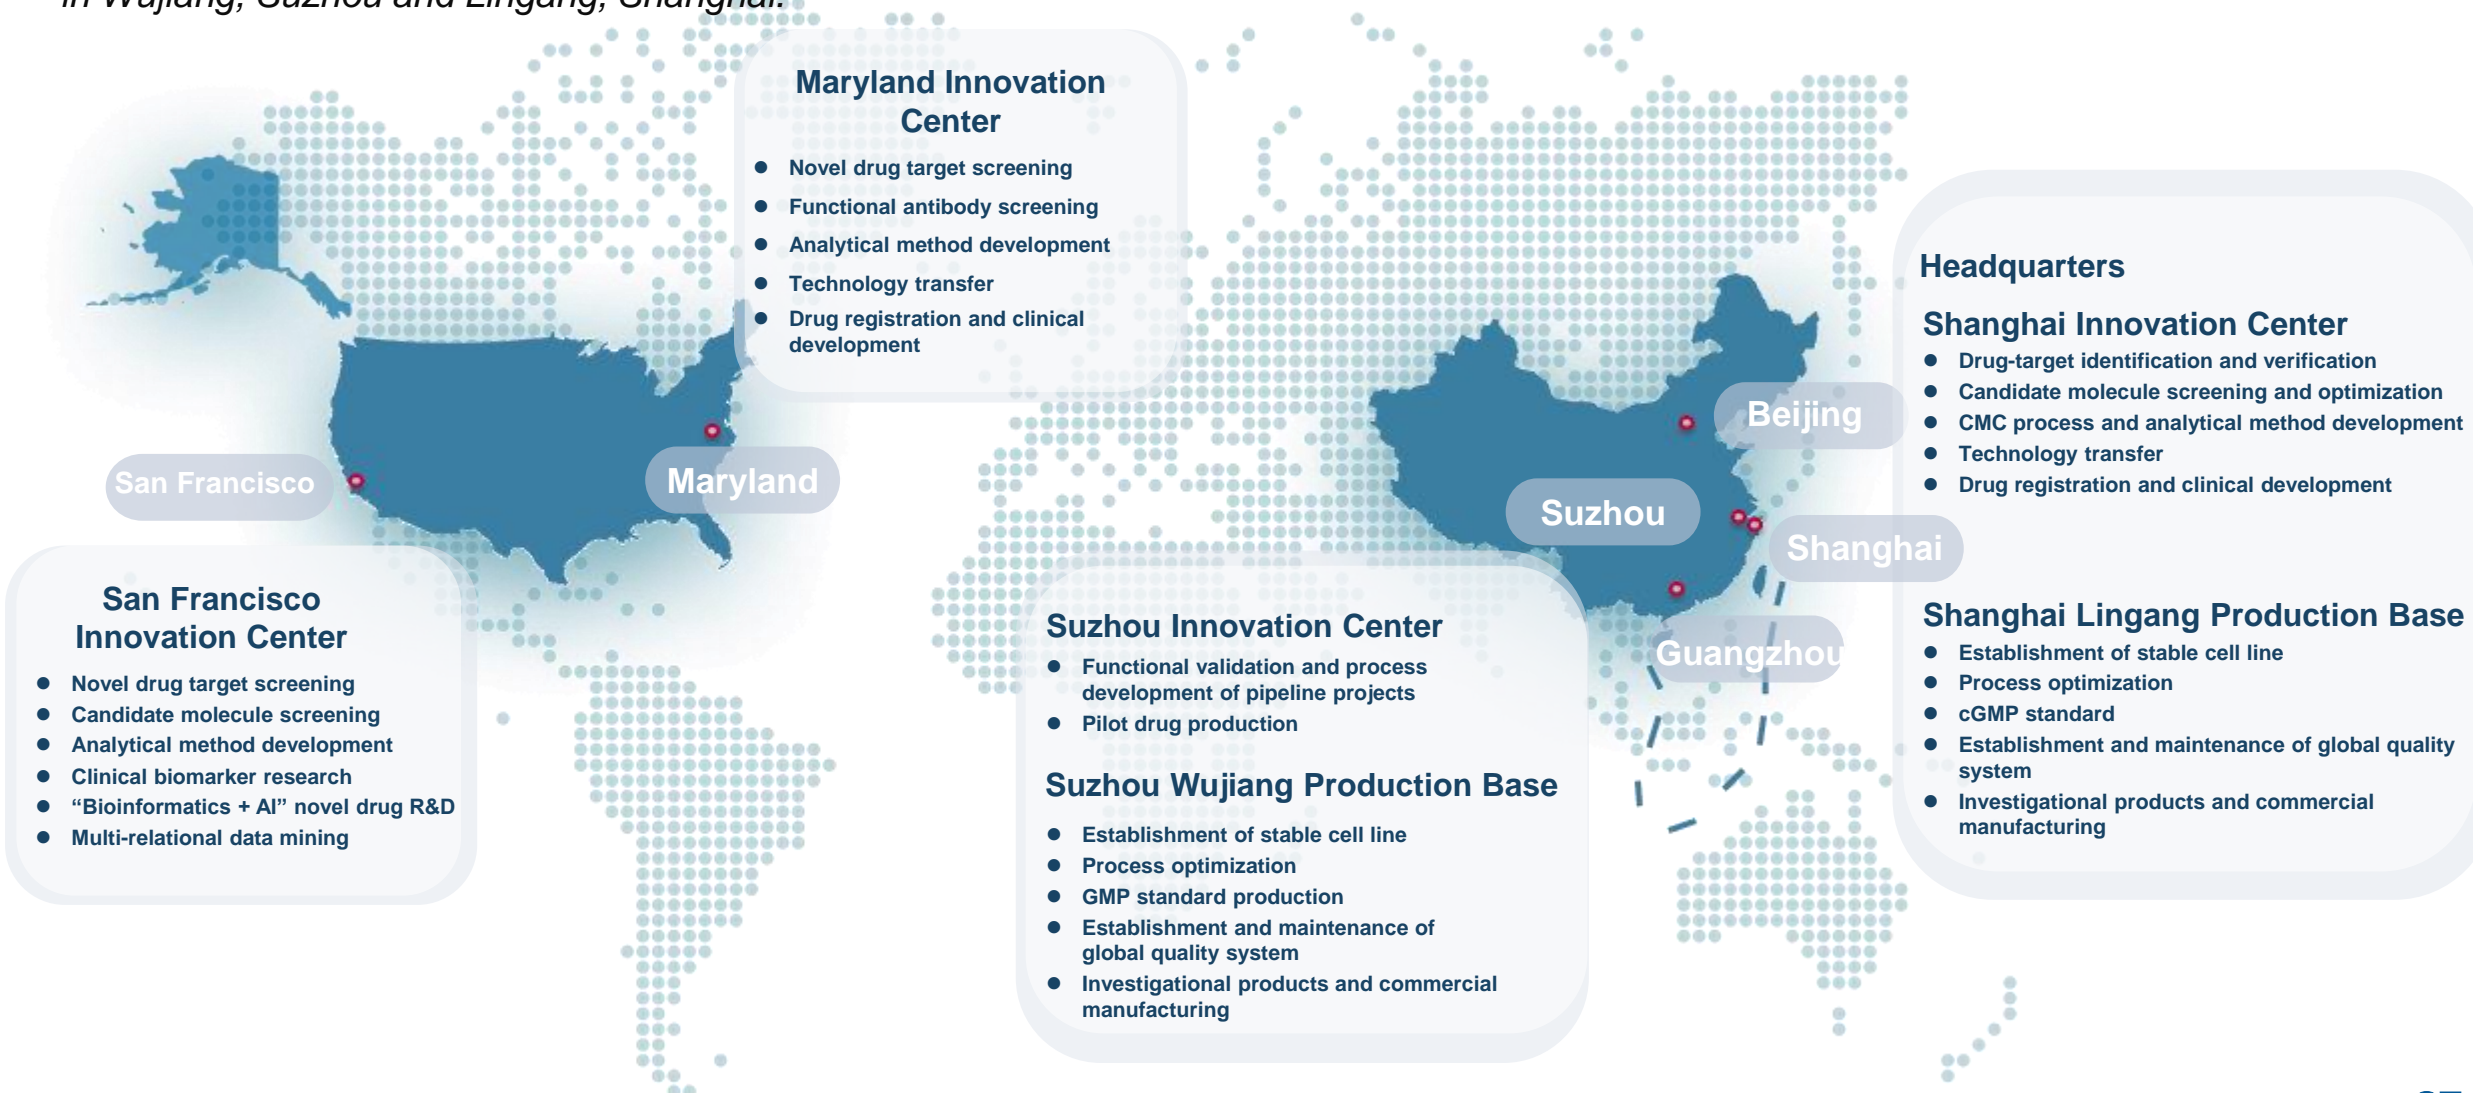 in Wujiang, Suzhou and Lingang, Shanghai.
Maryland Innovation
Center
● Novel drug target screening
● Functional antibody screening
● Analytical method development
● Technology transfer
● Drug registration and clinical
development
San Francisco
Maryland
San Francisco
Innovation Center
● Novel drug target screening
● Candidate molecule screening
● Analytical method development
● Clinical biomarker research
● “Bioinformatics + AI” novel drug R&D
● Multi-relational data mining
Beijing
Suzhou
Shanghai
Guangzhou
Suzhou Innovation Center
● Functional validation and process
development of pipeline projects
● Pilot drug production
Suzhou Wujiang Production Base
● Establishment of stable cell line
● Process optimization
● GMP standard production
● Establishment and maintenance of
global quality system
● Investigational products and commercial
manufacturing
Headquarters
Shanghai Innovation Center
● Drug-target identification and verification
● Candidate molecule screening and optimization
● CMC process and analytical method development
● Technology transfer
● Drug registration and clinical development
Shanghai Lingang Production Base
● Establishment of stable cell line
● Process optimization
● cGMP standard
● Establishment and maintenance of global quality
system
● Investigational products and commercial
manufacturing